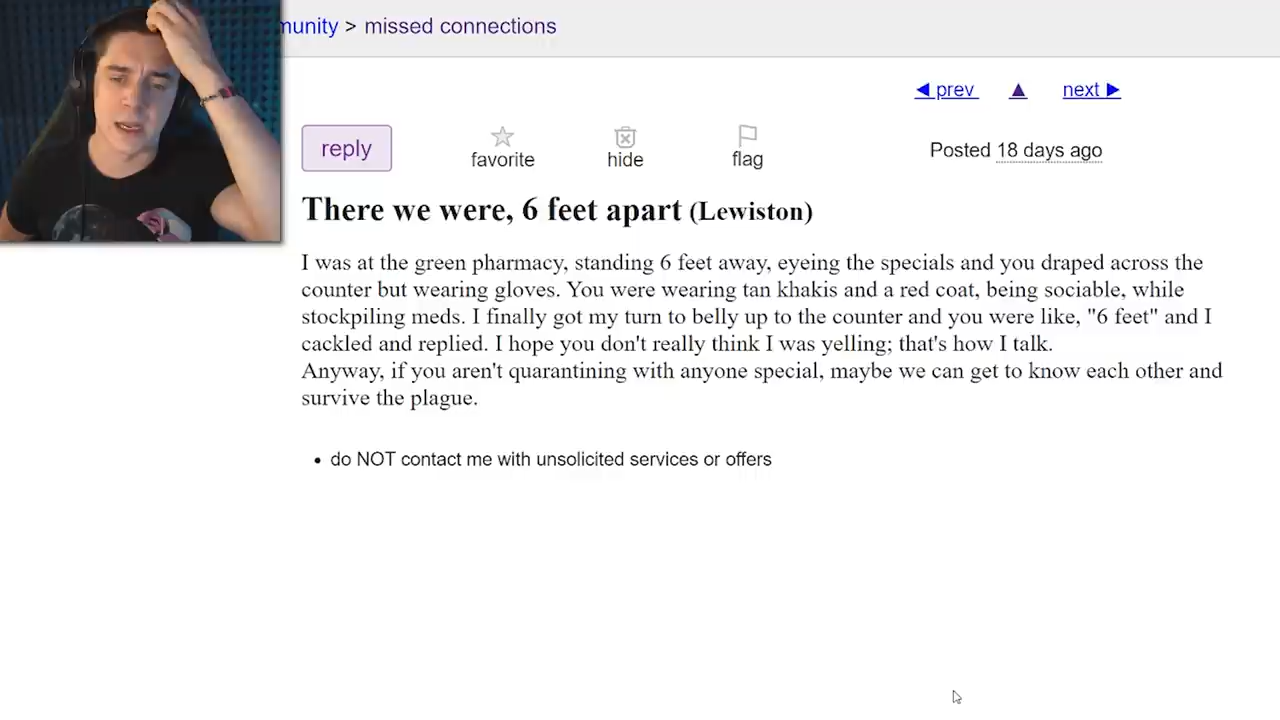 munity > missed connections
◀ prev ▲ next ▶
reply favorite hide flag Posted 18 days ago
There we were, 6 feet apart (Lewiston)
I was at the green pharmacy, standing 6 feet away, eyeing the specials and you draped across the
counter but wearing gloves. You were wearing tan khakis and a red coat, being sociable, while
stockpiling meds. I finally got my turn to belly up to the counter and you were like, "6 feet" and I
cackled and replied. I hope you don't really think I was yelling; that's how I talk.
Anyway, if you aren't quarantining with anyone special, maybe we can get to know each other and
survive the plague.
• do NOT contact me with unsolicited services or offers